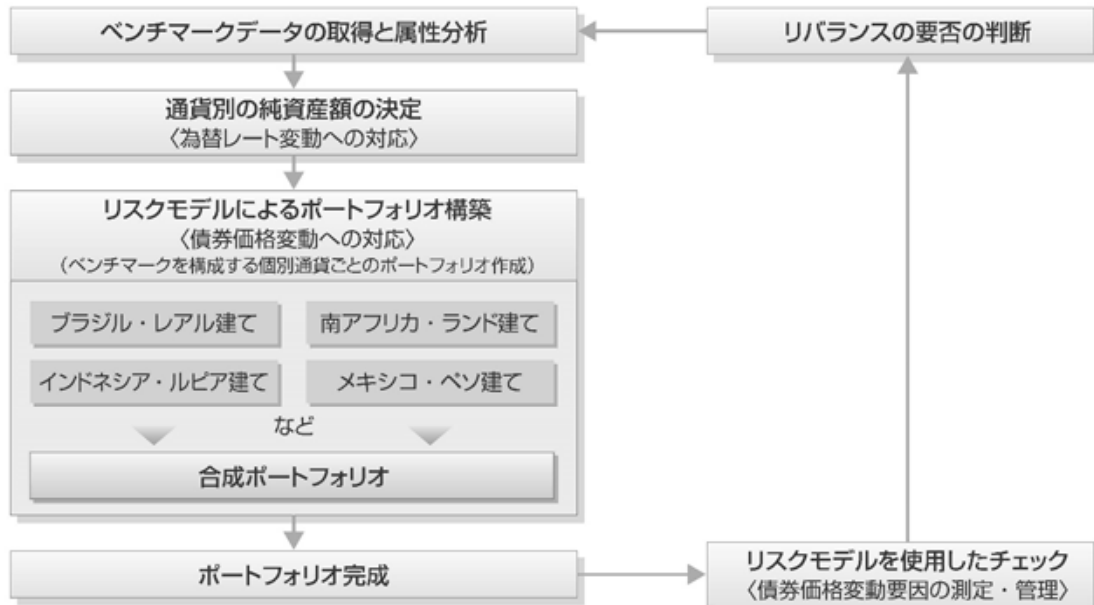 ベンチマークデータの取得と属性分析
リバランスの要否の判断
通貨別の純資産額の決定
〈為替レート変動への対応〉
リスクモデルによるポートフォリオ構築
〈債券価格変動への対応〉
（ベンチマークを構成する個別通貨ごとのポートフォリオ作成）
ブラジル・レアル建て
南アフリカ・ランド建て
インドネシア・ルピア建て
メキシコ・ペソ建て
など
合成ポートフォリオ
ポートフォリオ完成
リスクモデルを使用したチェック
〈債券価格変動要因の測定・管理〉